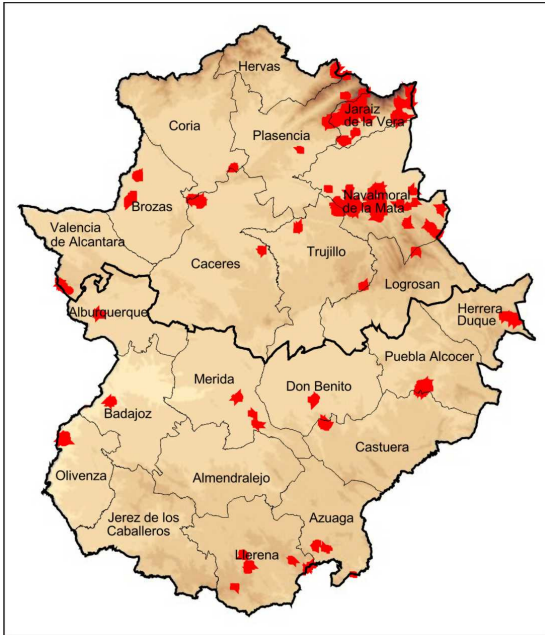 Hervas
Jaraiz
de la Vera
Coria
Plasencia
Navalmoral
de la Mata
Brozas
Valencia
de Alcantara
Trujillo
Caceres
Logrosan
Herrera
Duque
Alburquerque
Puebla Alcocer
Merida
Don Benito
Badajoz
Castuera
Olivenza
Almendralejo
Jerez de los
Caballeros
Azuaga
Llerena